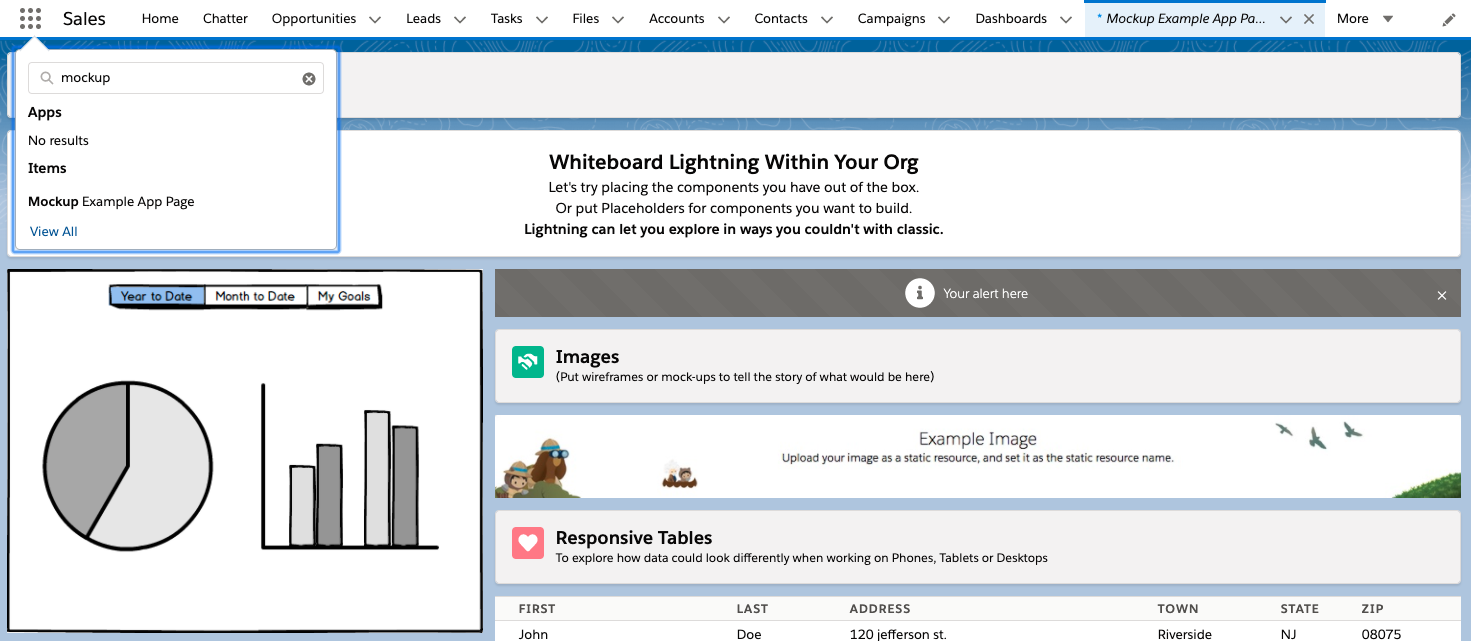 Sales Home Chatter Opportunities Leads Tasks Files Accounts Contacts Campaigns Dashboards * Mockup Example App Pa... More
mockup
Apps
No results
Items
Mockup Example App Page
View All
Whiteboard Lightning Within Your Org
Let's try placing the components you have out of the box.
Or put Placeholders for components you want to build.
Lightning can let you explore in ways you couldn't with classic.
Year to Date Month to Date My Goals
Your alert here
Images
(Put wireframes or mock-ups to tell the story of what would be here)
Example Image
Upload your image as a static resource, and set it as the static resource name.
Responsive Tables
To explore how data could look differently when working on Phones, Tablets or Desktops
FIRST LAST ADDRESS TOWN STATE ZIP
John Doe 120 jefferson st. Riverside NJ 08075